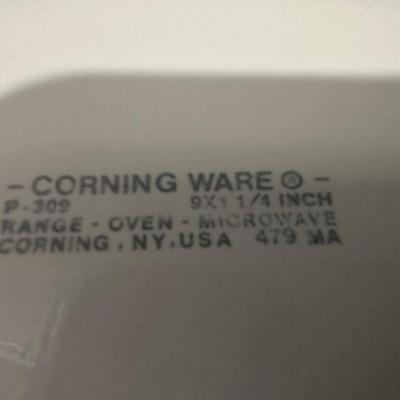 - CORNING WARE ® -
P-309 9X1 1/4 INCH
RANGE - OVEN - MICROWAVE
CORNING, NY, USA 479 MA